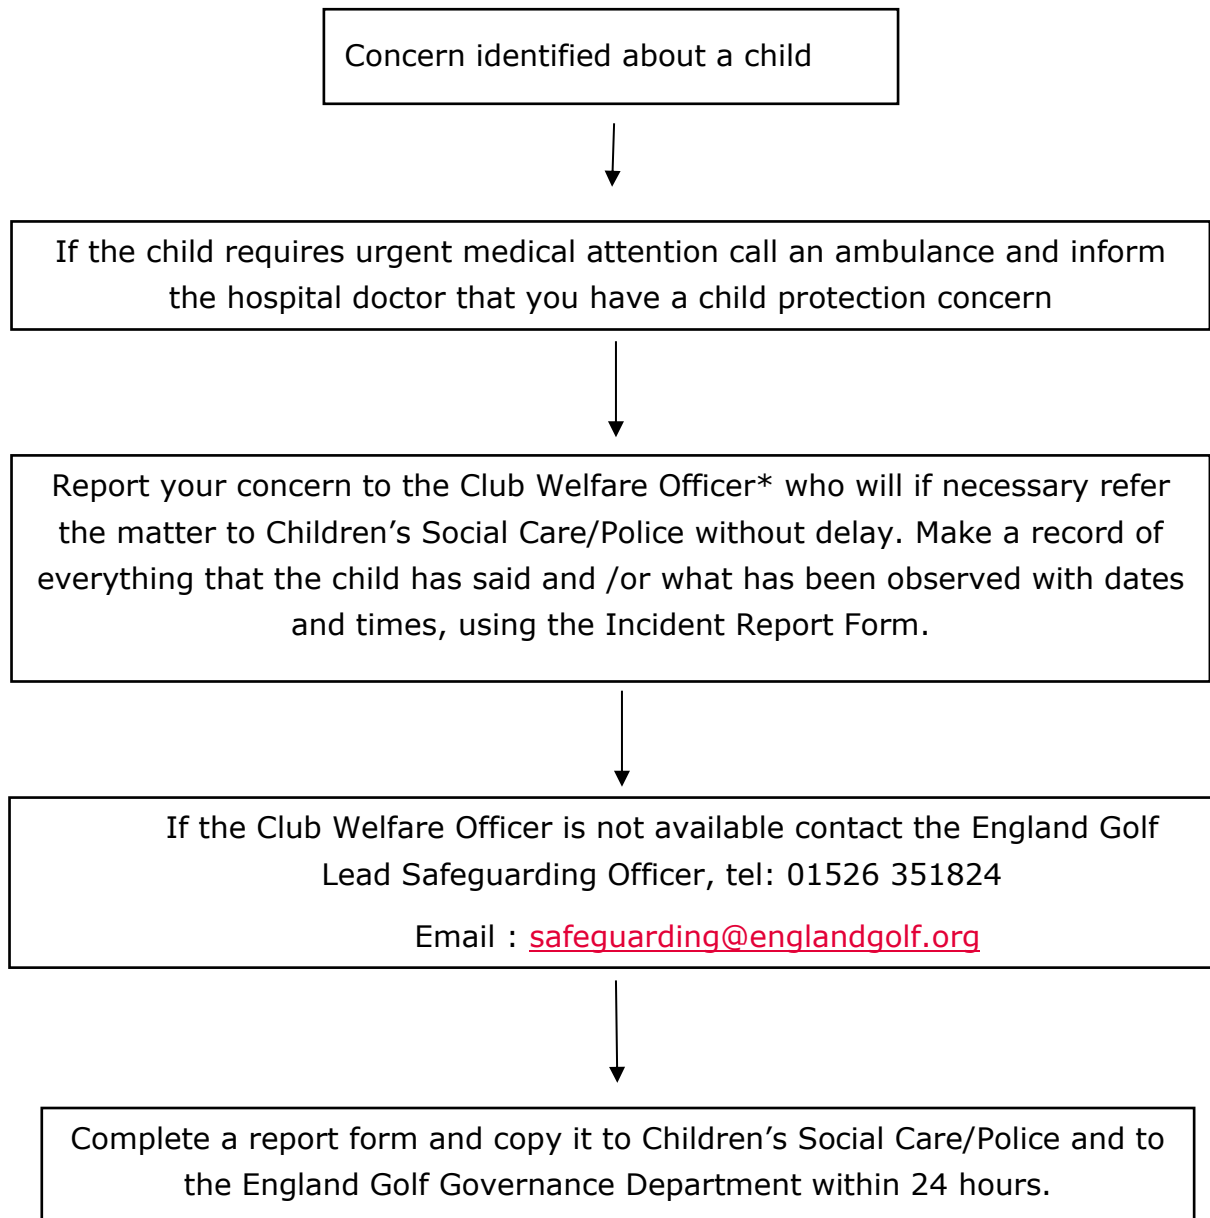 Concern identified about a child
If the child requires urgent medical attention call an ambulance and inform
the hospital doctor that you have a child protection concern
Report your concern to the Club Welfare Officer* who will if necessary refer
the matter to Children’s Social Care/Police without delay. Make a record of
everything that the child has said and /or what has been observed with dates
and times, using the Incident Report Form.
If the Club Welfare Officer is not available contact the England Golf
Lead Safeguarding Officer, tel: 01526 351824
Email : safeguarding@englandgolf.org
Complete a report form and copy it to Children’s Social Care/Police and to
the England Golf Governance Department within 24 hours.